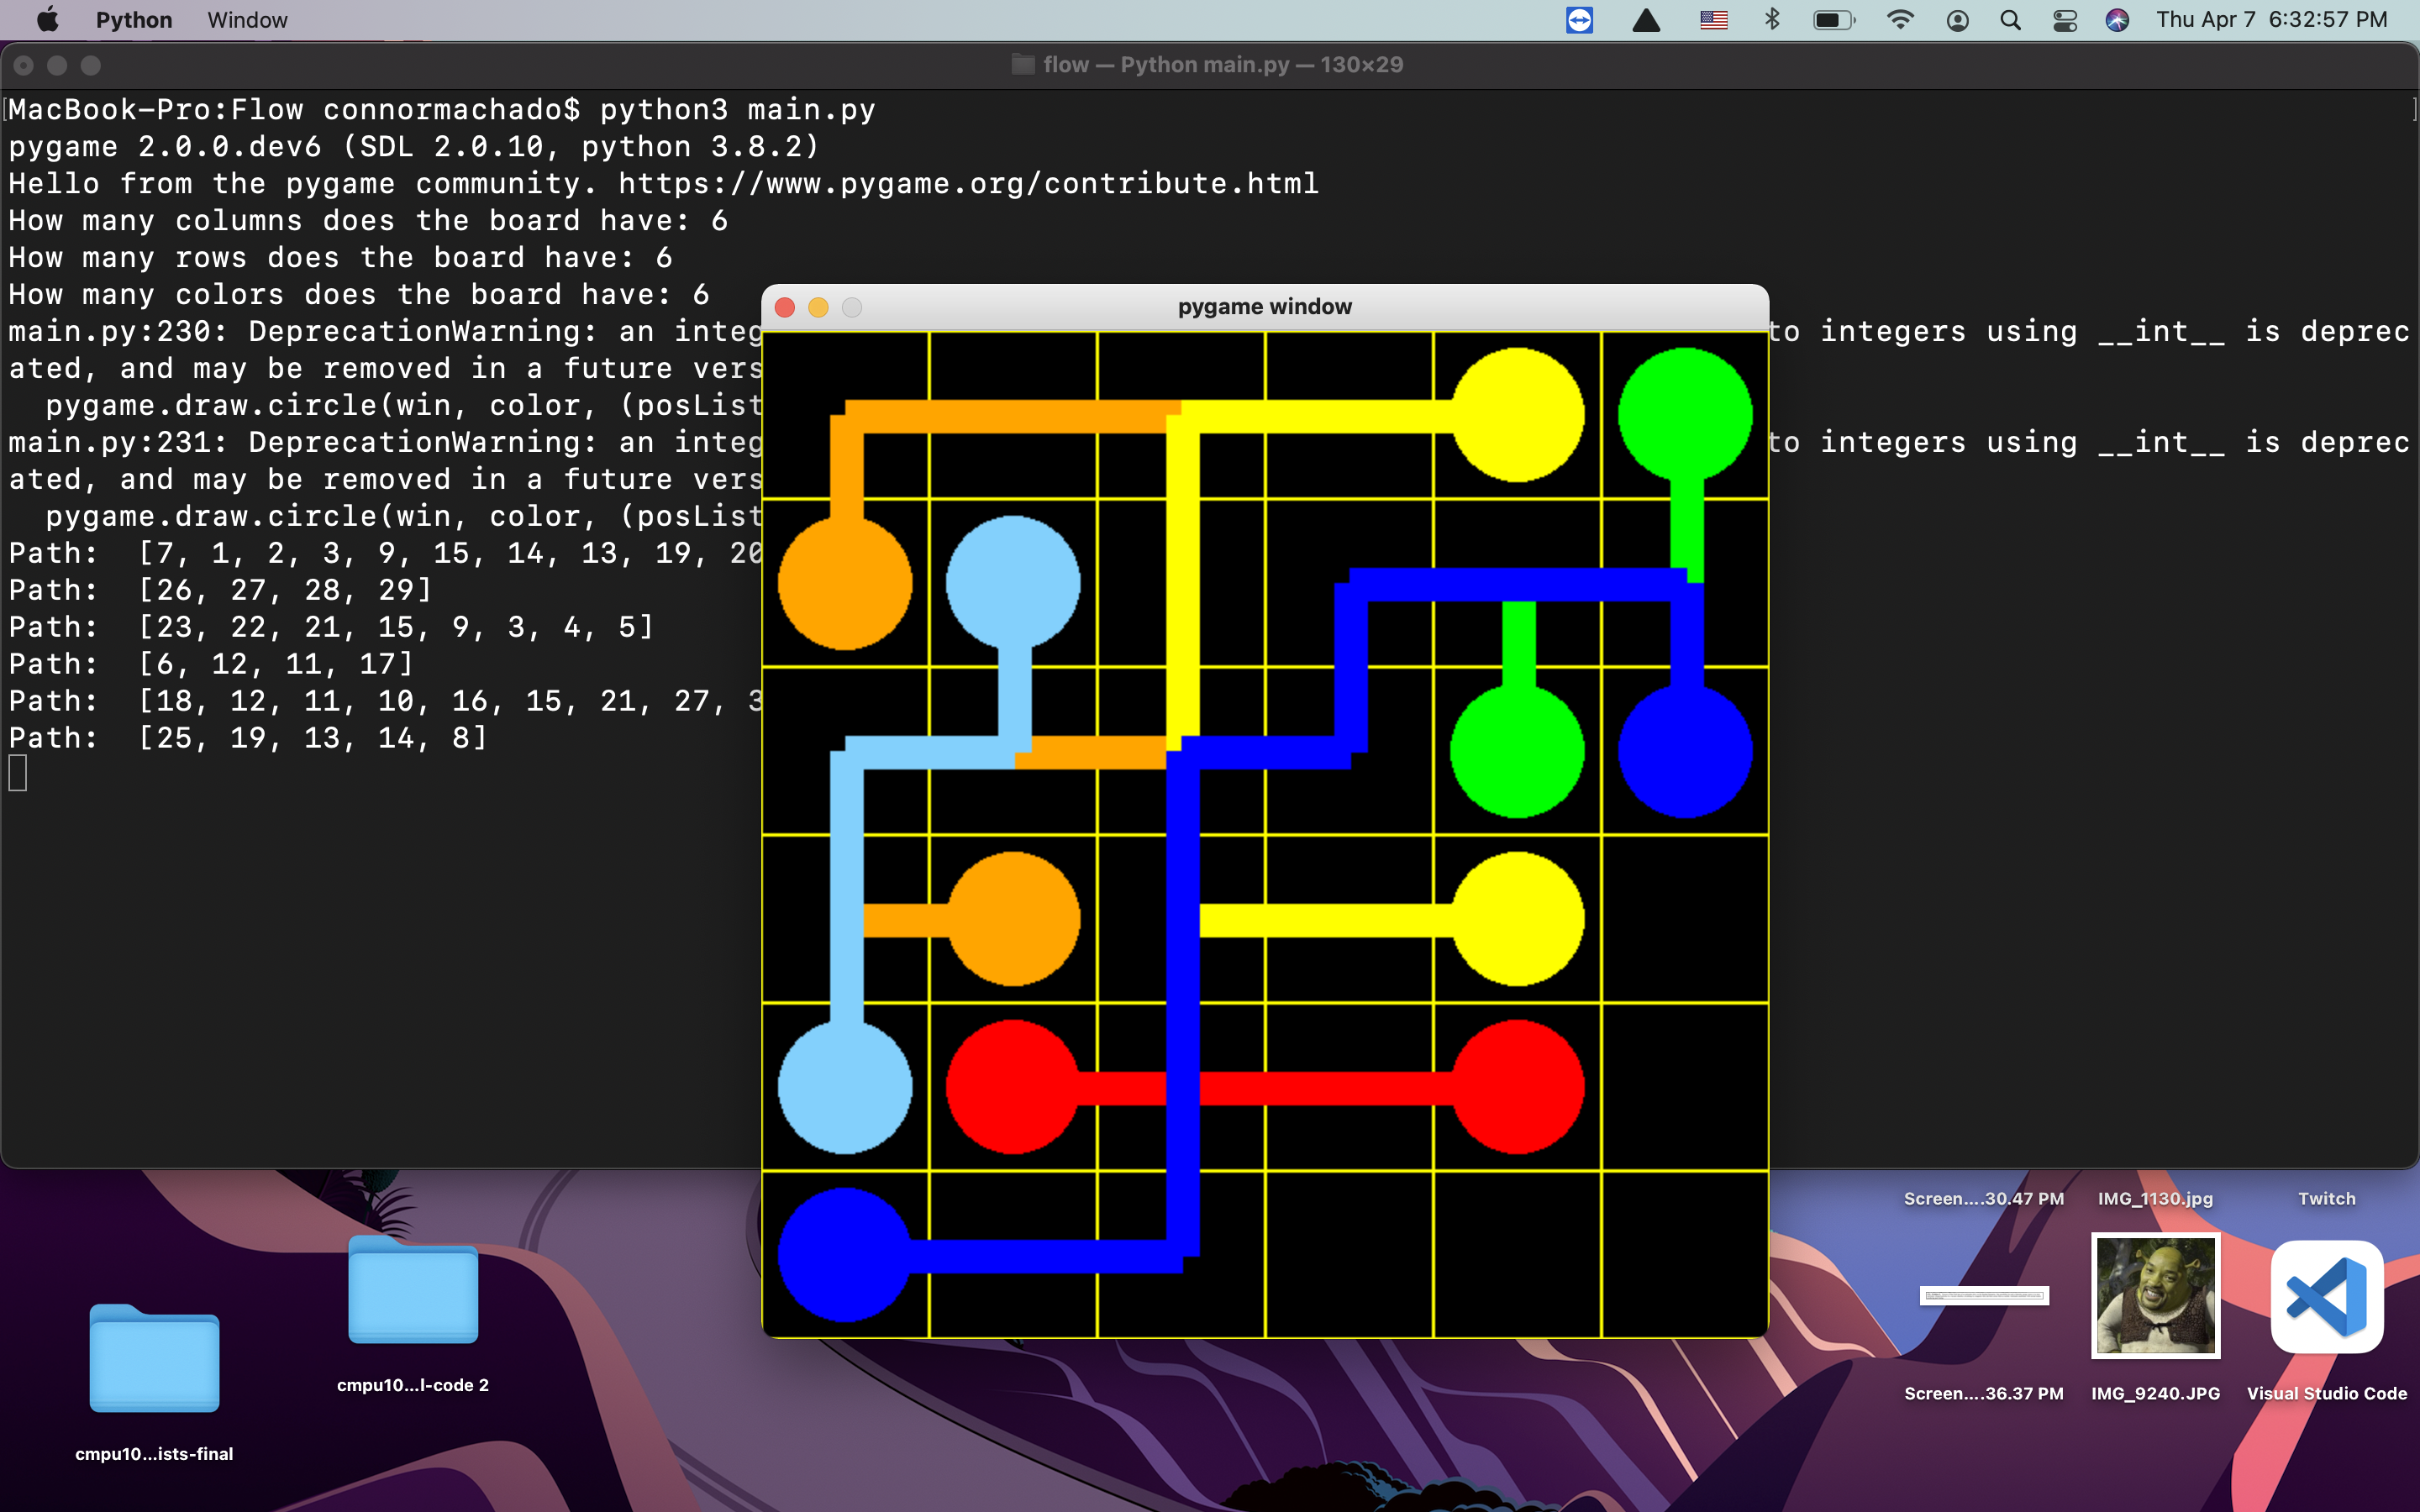 Python Window Thu Apr 7 6:32:57 PM
flow — Python main.py — 130×29
MacBook-Pro:Flow connormachado$ python3 main.py
pygame 2.0.0.dev6 (SDL 2.0.10, python 3.8.2)
Hello from the pygame community. https://www.pygame.org/contribute.html
How many columns does the board have: 6
How many rows does the board have: 6
How many colors does the board have: 6
pygame window
main.py:230: DeprecationWarning: an integ to integers using __int__ is deprec
ated, and may be removed in a future vers
pygame.draw.circle(win, color, (posList
main.py:231: DeprecationWarning: an integ to integers using __int__ is deprec
ated, and may be removed in a future vers
pygame.draw.circle(win, color, (posList
Path: [7, 1, 2, 3, 9, 15, 14, 13, 19, 20
Path: [26, 27, 28, 29]
Path: [23, 22, 21, 15, 9, 3, 4, 5]
Path: [6, 12, 11, 17]
Path: [18, 12, 11, 10, 16, 15, 21, 27, 3
Path: [25, 19, 13, 14, 8]
Screen....30.47 PM IMG_1130.jpg Twitch
cmpu10...l-code 2
Screen....36.37 PM IMG_9240.JPG Visual Studio Code
cmpu10...ists-final